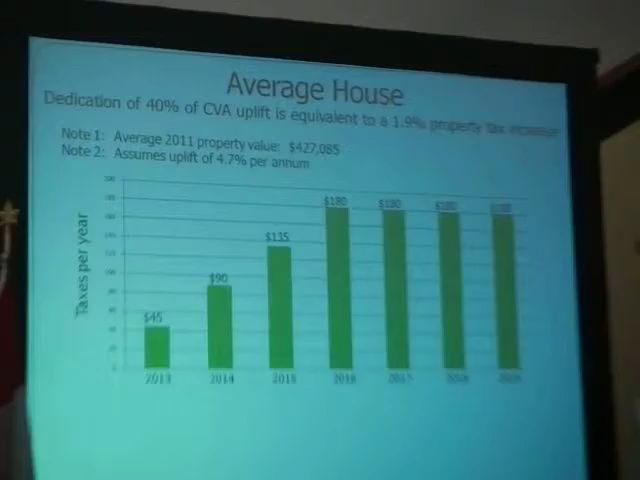 Average House
Dedication of 40% of CVA uplift is equivalent to a 1.9% property tax increase
Note 1: Average 2011 property value: $427,085
Note 2: Assumes uplift of 4.7% per annum
Taxes per year
$180 $180 $180 $180
$135
$90
$45
2013 2014 2015 2016 2017 2018